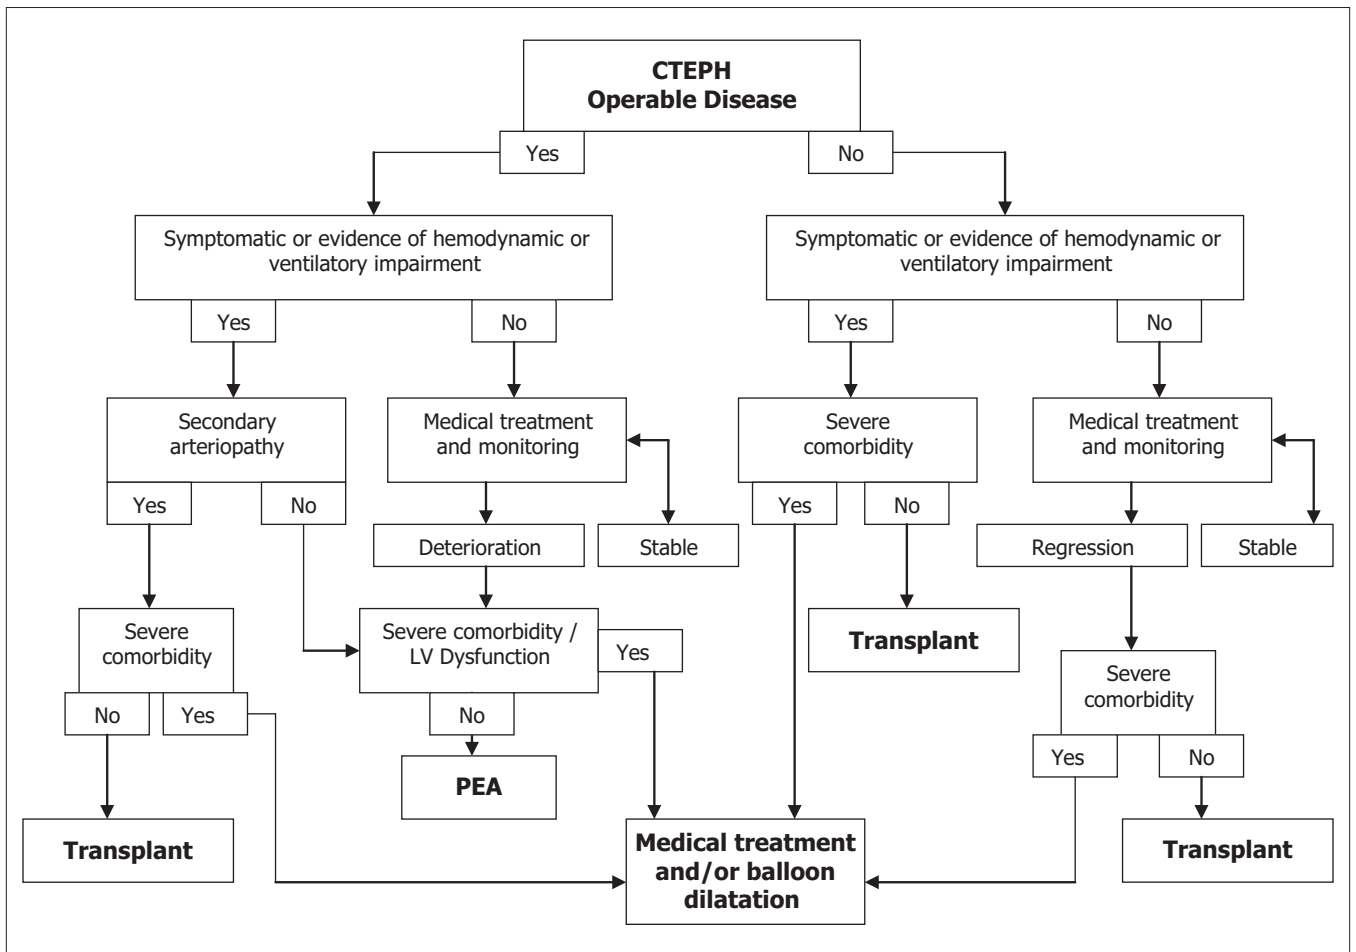 CTEPH
Operable Disease
Yes
No
Symptomatic or evidence of hemodynamic or
ventilatory impairment
Symptomatic or evidence of hemodynamic or
ventilatory impairment
Yes
No
Yes
No
Secondary
arteriopathy
Medical treatment
and monitoring
Severe
comorbidity
Medical treatment
and monitoring
Yes
No
Yes
No
Deterioration
Stable
Regression
Stable
Severe
comorbidity
Severe comorbidity /
LV Dysfunction
Yes
Transplant
Severe
comorbidity
No
Yes
No
Yes
No
PEA
Transplant
Medical treatment
and/or balloon
dilatation
Transplant